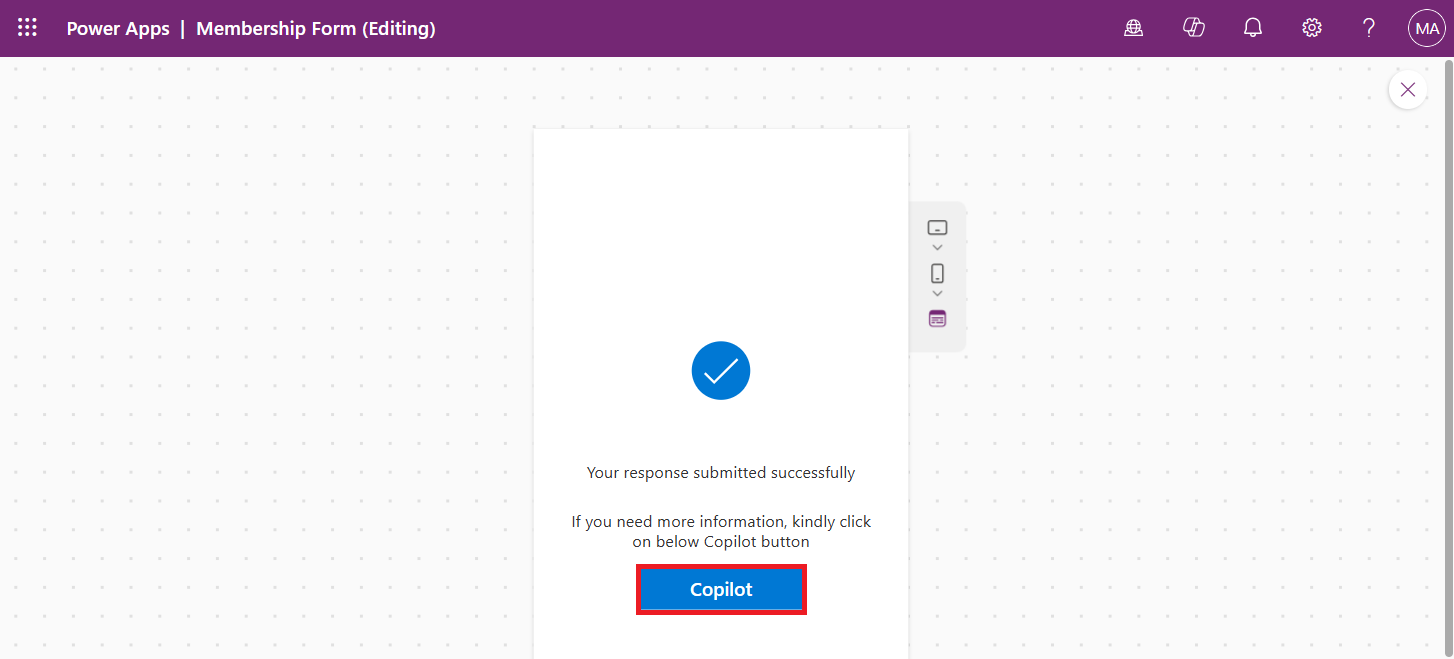 Power Apps | Membership Form (Editing)
MA
Your response submitted successfully
If you need more information, kindly click
on below Copilot button
Copilot